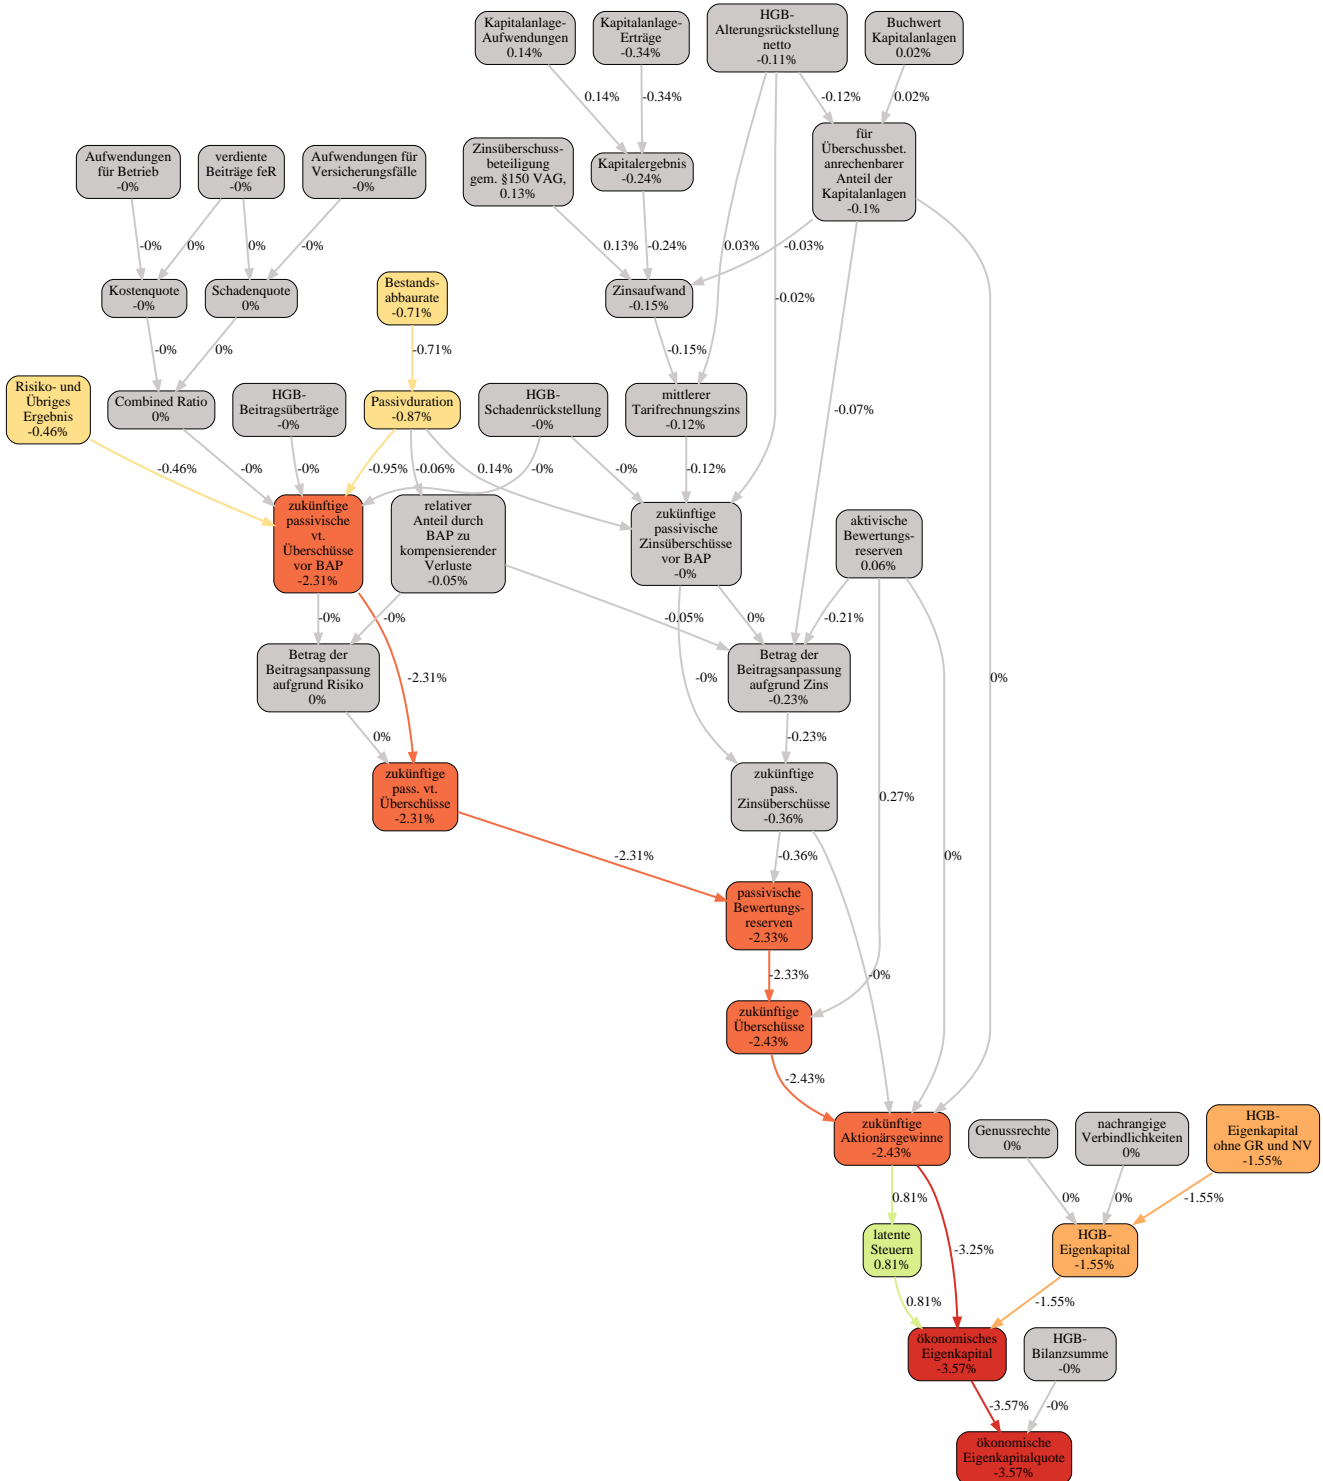 Kapitalanlage-
Aufwendungen
0.14%
Kapitalanlage-
Erträge
-0.34%
HGB-
Alterungsrückstellung
netto
-0.11%
Buchwert
Kapitalanlagen
0.02%
0.14%
-0.34%
-0.12%
0.02%
Aufwendungen
für Betrieb
-0%
verdiente
Beiträge feR
-0%
Aufwendungen für
Versicherungsfälle
-0%
Zinsüberschuss-
beteiligung
gem. §150 VAG,
0.13%
Kapitalergebnis
-0.24%
für
Überschussbet.
anrechenbarer
Anteil der
Kapitalanlagen
-0.1%
-0%
0%
0%
-0%
0.13%
-0.24%
0.03%
-0.03%
-0.02%
Kostenquote
-0%
Schadenquote
0%
Bestands-
abbaurate
-0.71%
Zinsaufwand
-0.15%
-0%
0%
-0.71%
-0.15%
-0.07%
Risiko- und
Übriges
Ergebnis
-0.46%
Combined Ratio
0%
HGB-
Beitragsüberträge
-0%
Passivduration
-0.87%
HGB-
Schadenrückstellung
-0%
mittlerer
Tarifrechnungszins
-0.12%
-0.46%
-0%
-0%
-0.95%
-0.06%
0.14%
-0%
-0%
-0.12%
zukünftige
passivische
vt.
Überschüsse
vor BAP
-2.31%
relativer
Anteil durch
BAP zu
kompensierender
Verluste
-0.05%
zukünftige
passivische
Zinsüberschüsse
vor BAP
-0%
aktivische
Bewertungs-
reserven
0.06%
-0%
-0%
-0.05%
0%
-0.21%
-2.31%
-0%
0%
Betrag der
Beitragsanpassung
aufgrund Risiko
0%
Betrag der
Beitragsanpassung
aufgrund Zins
-0.23%
0%
-0.23%
zukünftige
pass. vt.
Überschüsse
-2.31%
zukünftige
pass.
Zinsüberschüsse
-0.36%
0.27%
-2.31%
-0.36%
0%
passivische
Bewertungs-
reserven
-2.33%
-2.33%
-0%
zukünftige
Überschüsse
-2.43%
-2.43%
zukünftige
Aktionärsgewinne
-2.43%
Genussrechte
0%
nachrangige
Verbindlichkeiten
0%
HGB-
Eigenkapital
ohne GR und NV
-1.55%
0.81%
0%
0%
-1.55%
latente
Steuern
0.81%
-3.25%
HGB-
Eigenkapital
-1.55%
0.81%
-1.55%
ökonomisches
Eigenkapital
-3.57%
HGB-
Bilanzsumme
-0%
-3.57%
-0%
ökonomische
Eigenkapitalquote
-3.57%